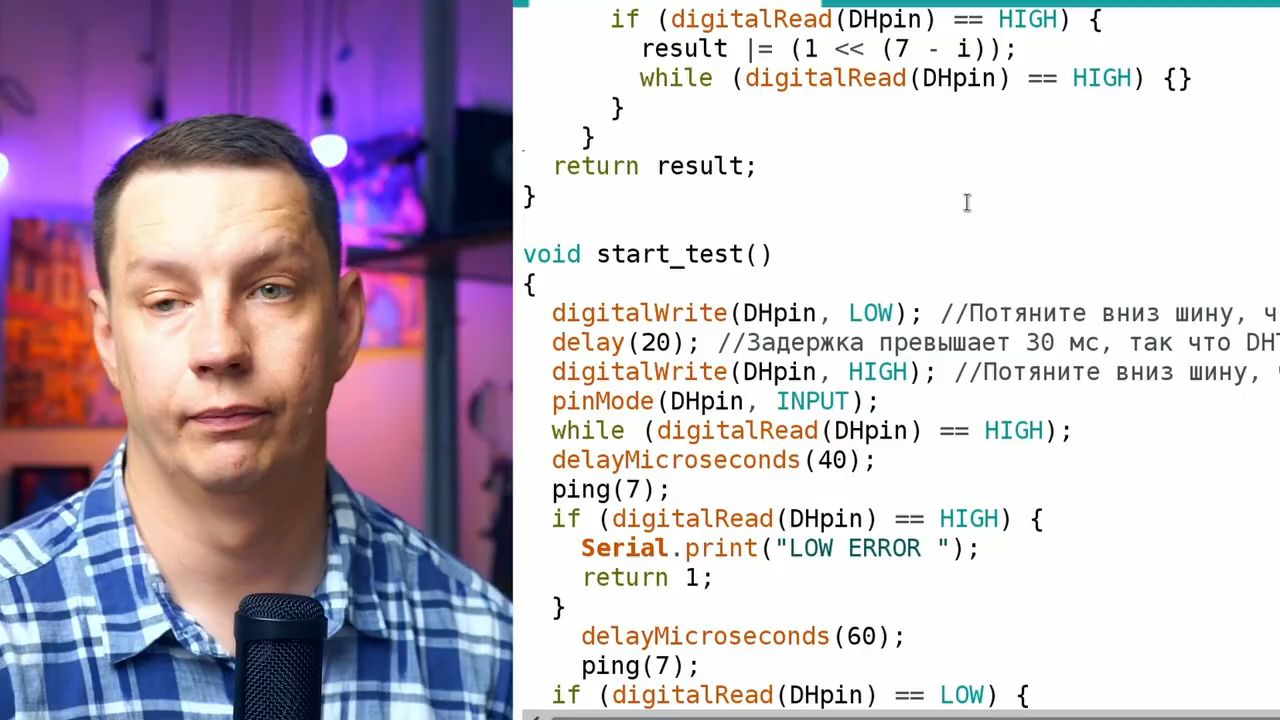 if (digitalRead(DHpin) == HIGH) {
result |= (1 << (7 - i));
while (digitalRead(DHpin) == HIGH) {}
}
}
return result;
}
void start_test()
{
digitalWrite(DHpin, LOW); //Потяните вниз шину,
delay(20); //Задержка превышает 30 мс, так что
digitalWrite(DHpin, HIGH); //Потяните вниз шину,
pinMode(DHpin, INPUT);
while (digitalRead(DHpin) == HIGH);
delayMicroseconds(40);
ping(7);
if (digitalRead(DHpin) == HIGH) {
Serial.print("LOW ERROR ");
return 1;
}
delayMicroseconds(60);
ping(7);
if (digitalRead(DHpin) == LOW) {